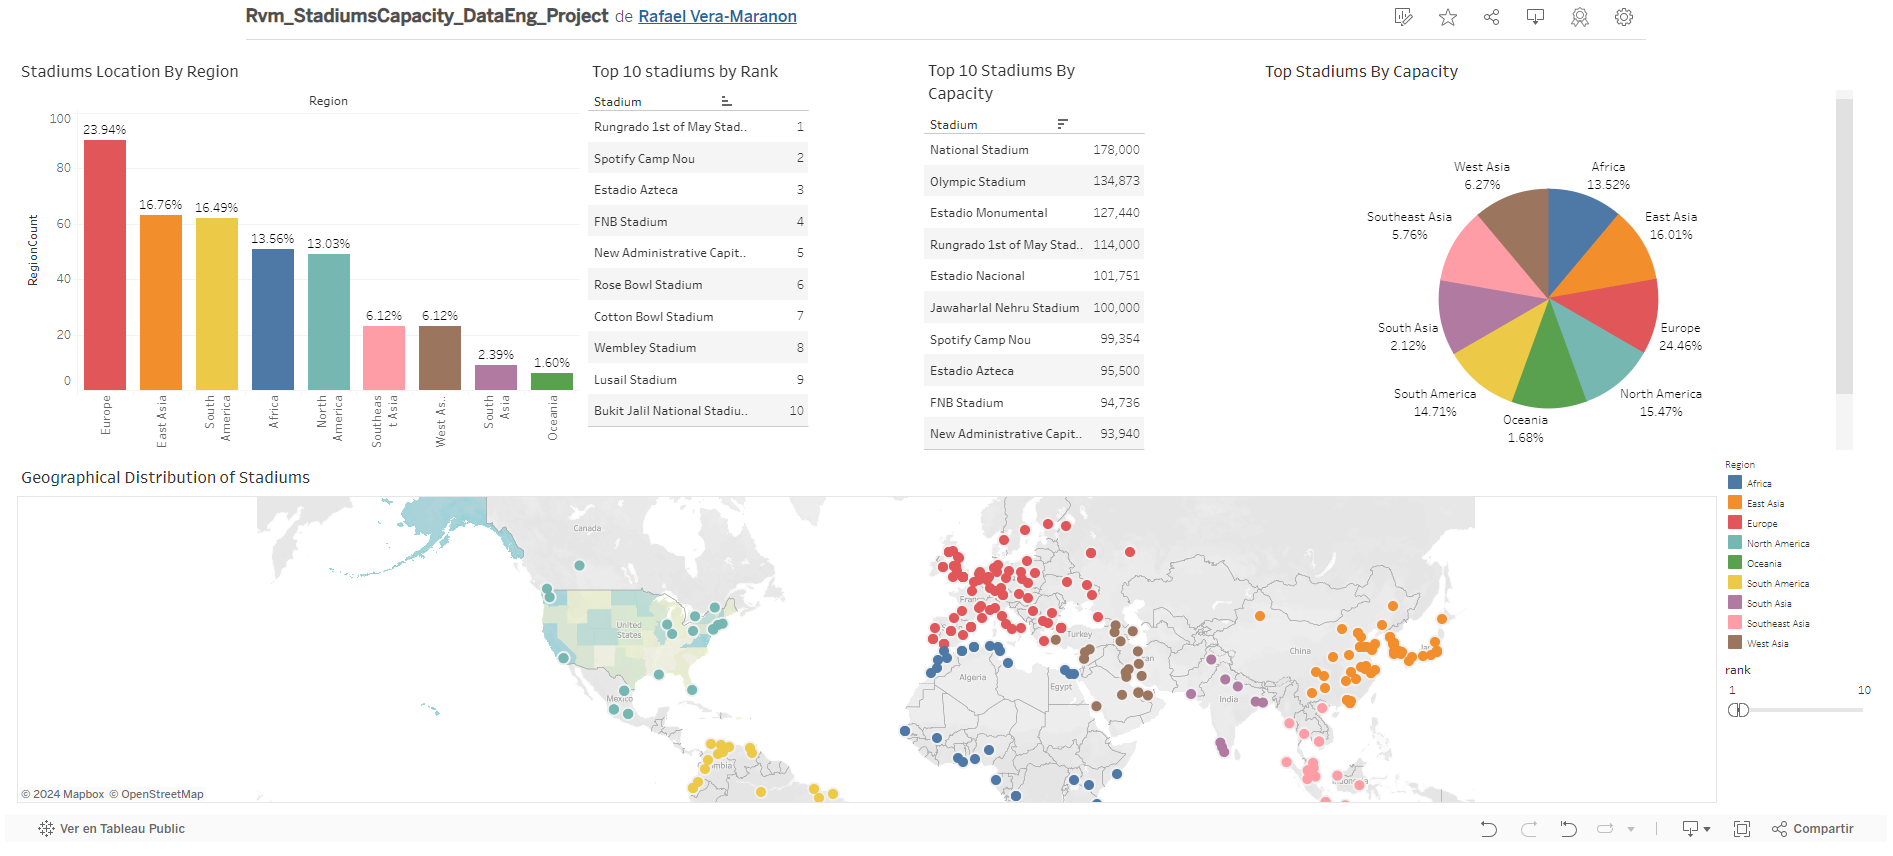 Rvm_StadiumsCapacity_DataEng_Project de Rafael Vera-Maranon
Stadiums Location By Region
Region
RegionCount
100
80
60
40
20
0
23.94%
16.76%
16.49%
13.56%
13.03%
6.12%
6.12%
2.39%
1.60%
Europe
East Asia
South
America
Africa
North
America
Southeas
t Asia
West As..
South
Asia
Oceania
Top 10 stadiums by Rank
Stadium
Rungrado 1st of May Stad.. 1
Spotify Camp Nou 2
Estadio Azteca 3
FNB Stadium 4
New Administrative Capit.. 5
Rose Bowl Stadium 6
Cotton Bowl Stadium 7
Wembley Stadium 8
Lusail Stadium 9
Bukit Jalil National Stadiu.. 10
Top 10 Stadiums By
Capacity
Stadium
National Stadium 178,000
Olympic Stadium 134,873
Estadio Monumental 127,440
Rungrado 1st of May Stad.. 114,000
Estadio Nacional 101,751
Jawaharlal Nehru Stadium 100,000
Spotify Camp Nou 99,354
Estadio Azteca 95,500
FNB Stadium 94,736
New Administrative Capit.. 93,940
Top Stadiums By Capacity
West Asia
6.27%
Africa
13.52%
Southeast Asia
5.76%
East Asia
16.01%
South Asia
2.12%
Europe
24.46%
South America
14.71%
North America
15.47%
Oceania
1.68%
Geographical Distribution of Stadiums
Canada
United
States
Mexico
Turkey
Algeria
Egypt
China
India
© 2024 Mapbox © OpenStreetMap
Region
Africa
East Asia
Europe
North America
Oceania
South America
South Asia
Southeast Asia
West Asia
rank
1 10
Ver en Tableau Public
Compartir